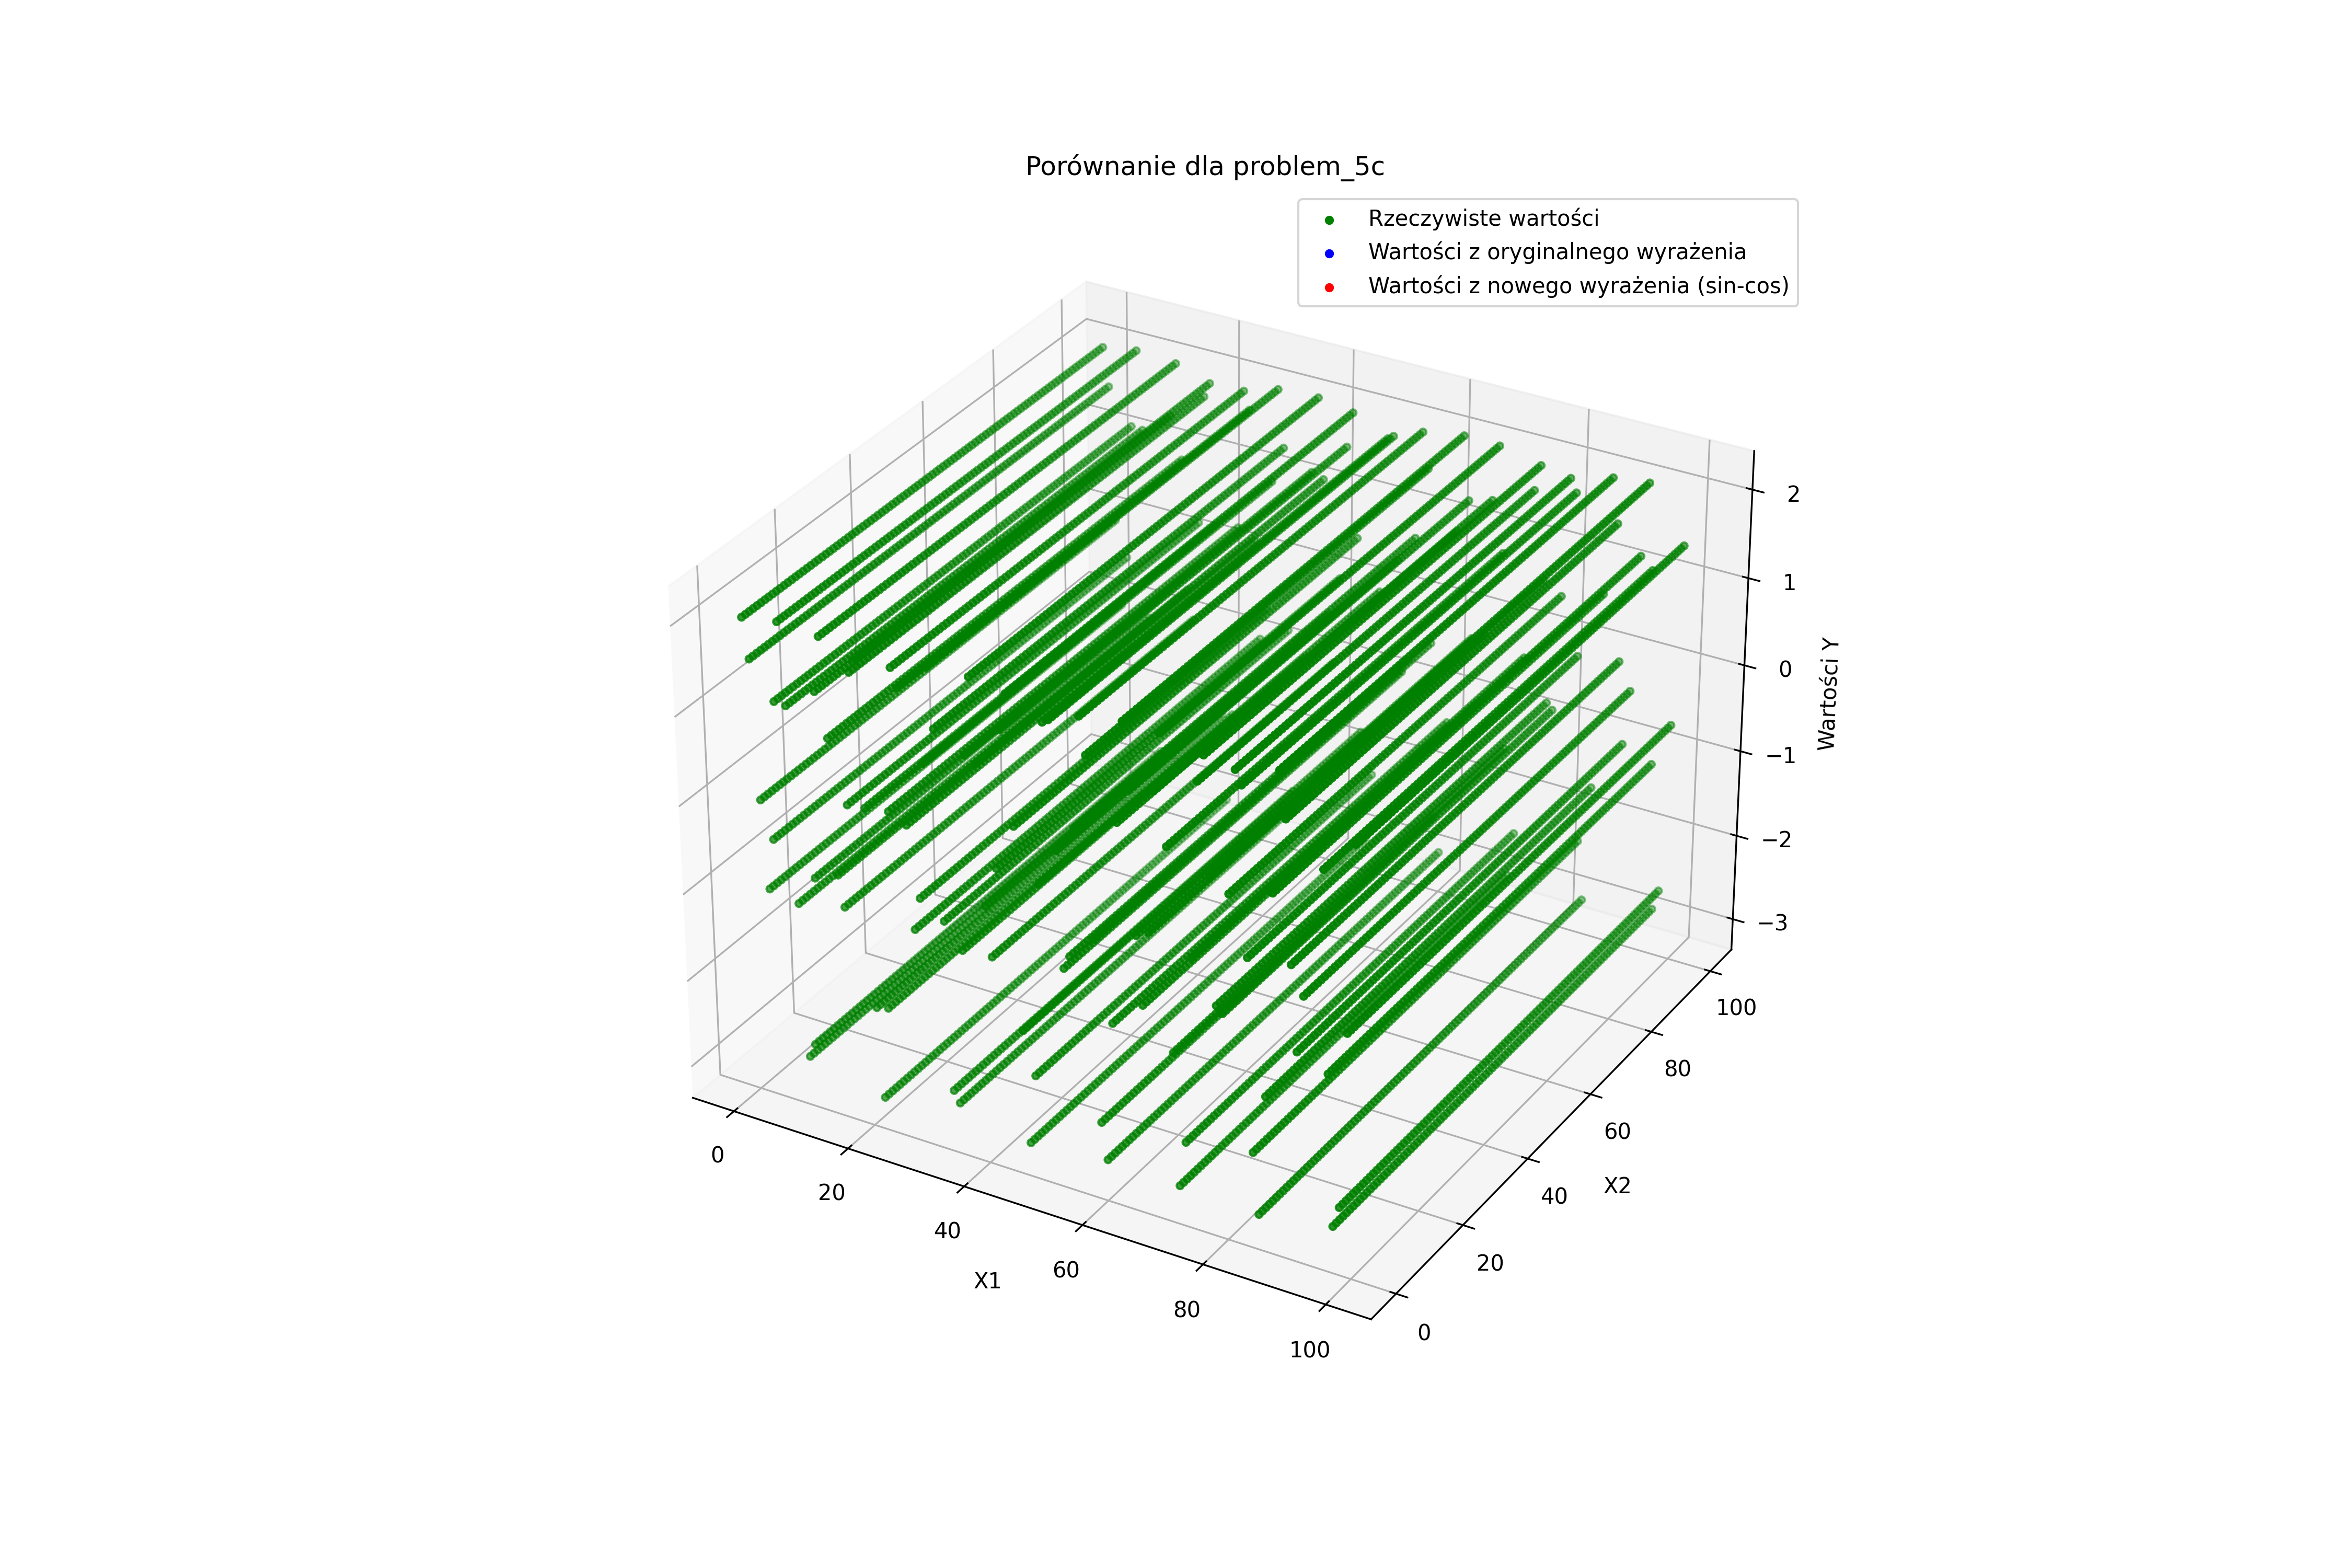 Porównanie dla problem_5c
Rzeczywiste wartości
Wartości z oryginalnego wyrażenia
Wartości z nowego wyrażenia (sin-cos)
2
1
0
−1
−2
−3
Wartości Y
100
80
60
40
20
0
X2
0
20
40
60
80
100
X1